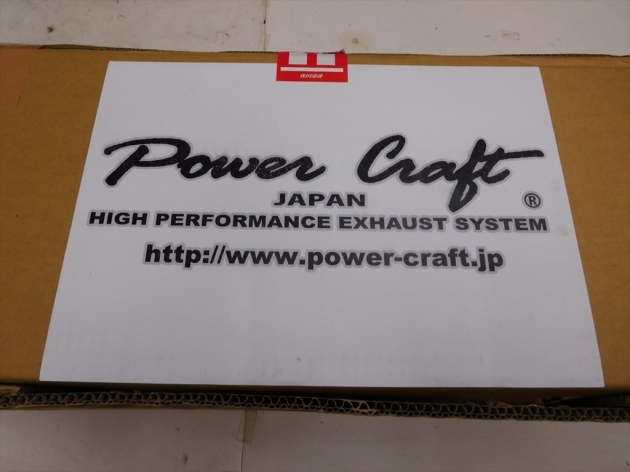 Power Craft
JAPAN
®
HIGH PERFORMANCE EXHAUST SYSTEM
http://www.power-craft.jp